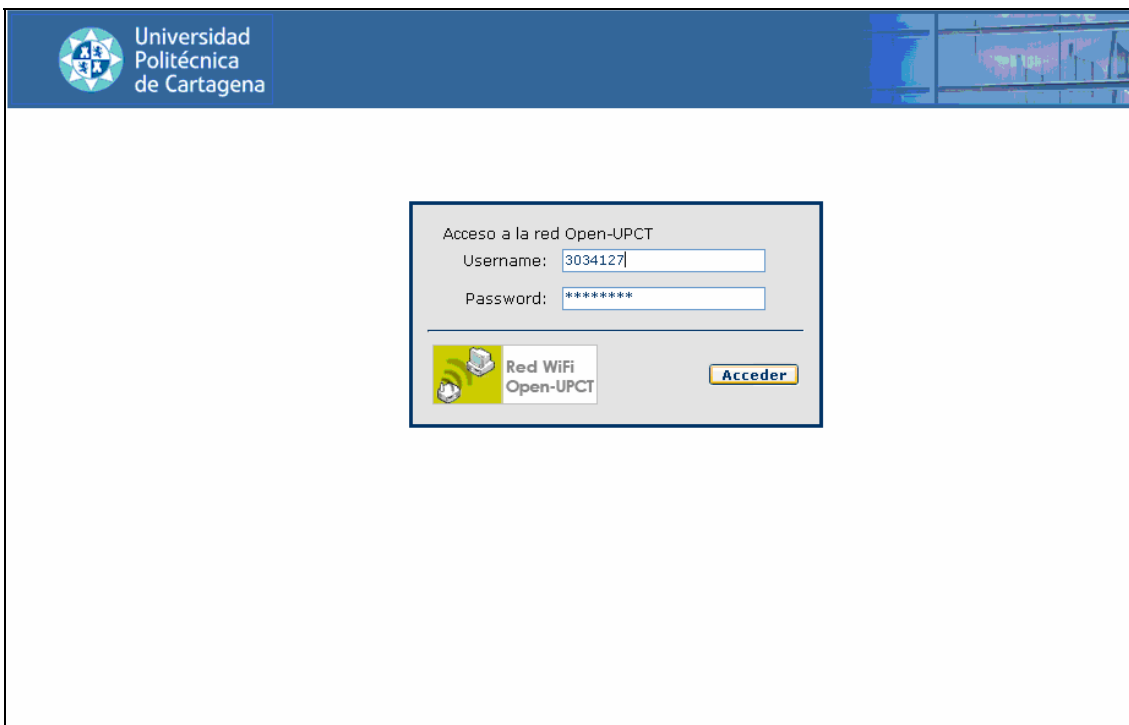 Universidad
Politécnica
de Cartagena
Acceso a la red Open-UPCT
Username: 3034127
Password: ********
Red WiFi
Open-UPCT
Acceder